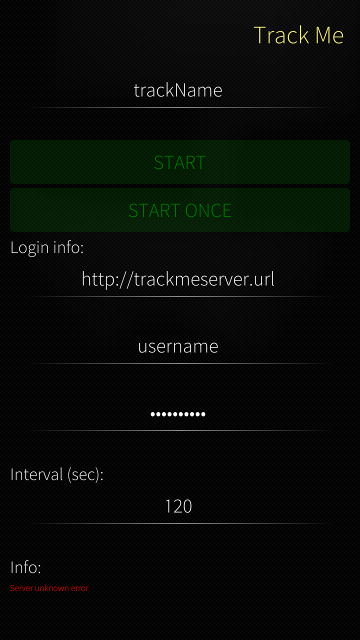 Track Me
trackName
START
START ONCE
Login info:
http://trackmeserver.url
username
••••••••••
Interval (sec):
120
Info:
Server unknown error